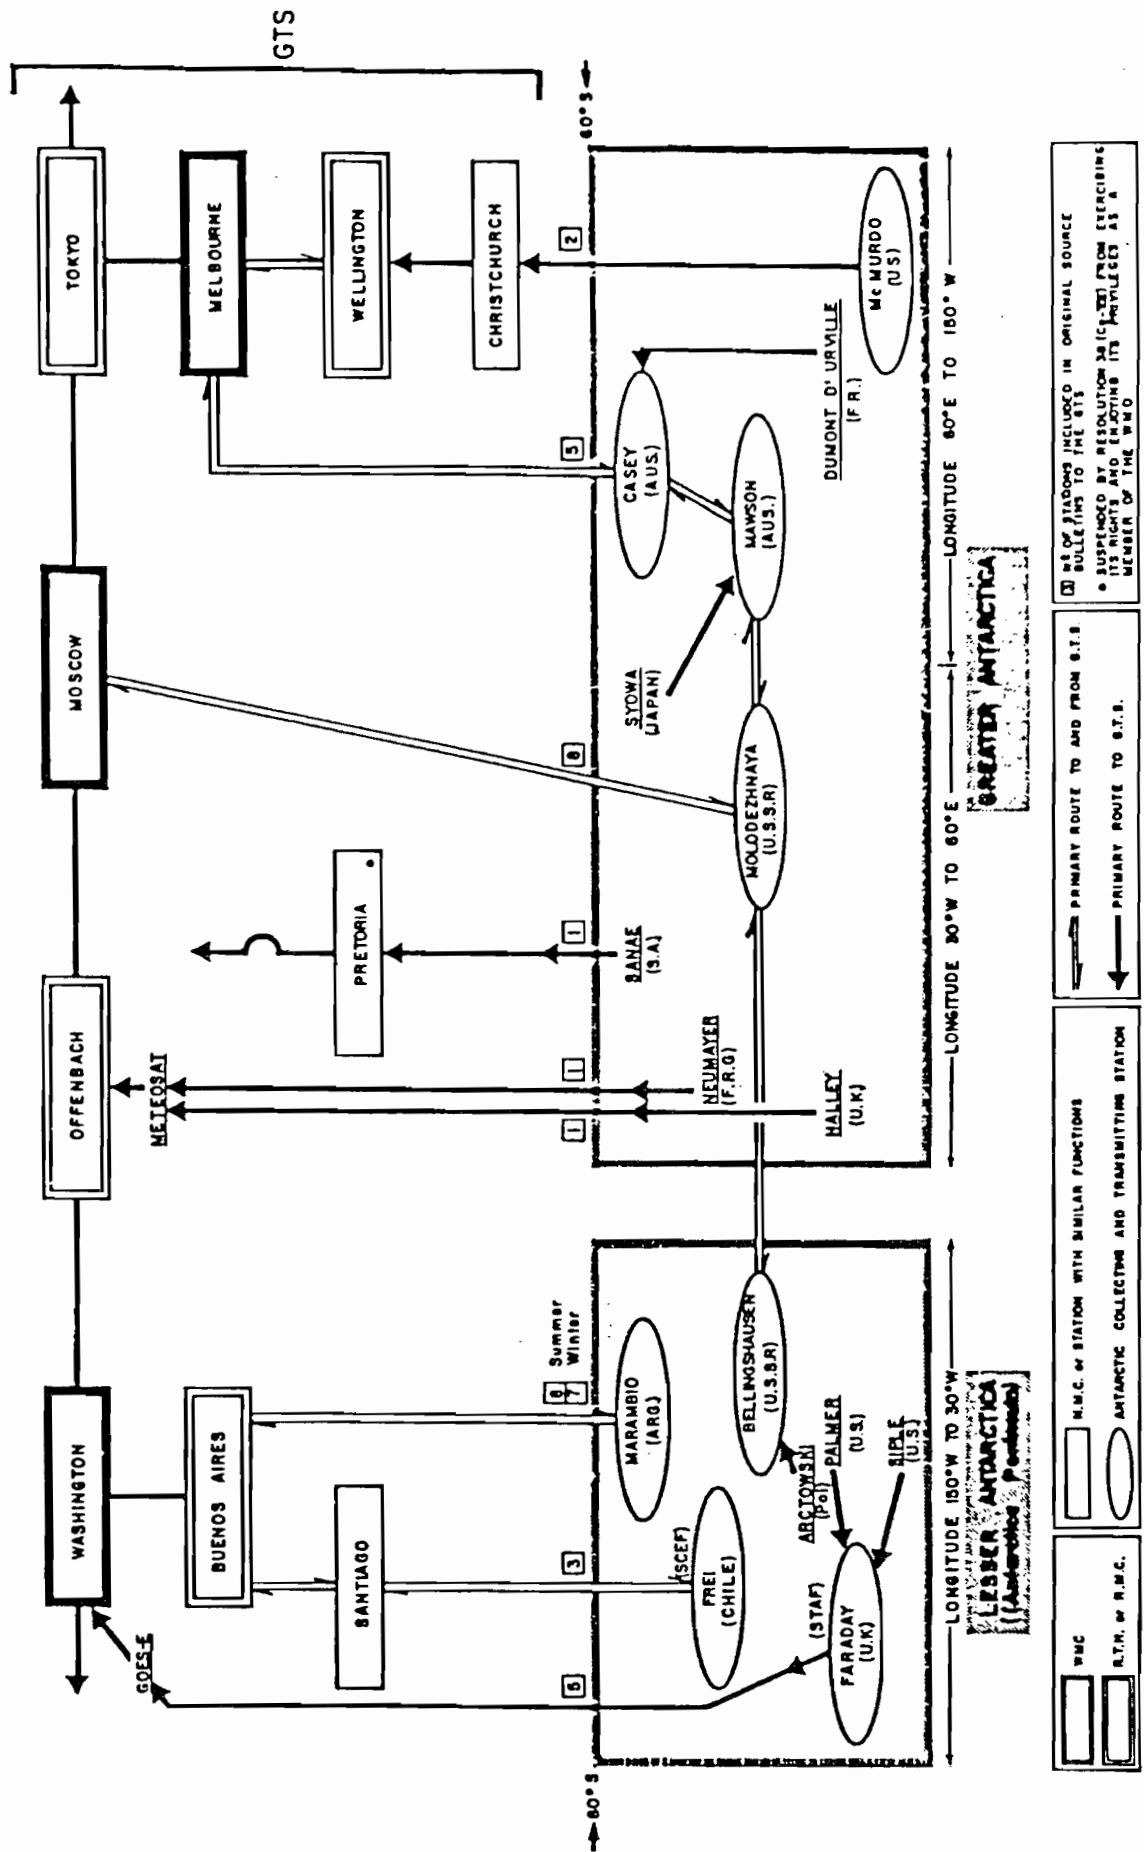 GTS
WASHINGTON
OFFENBACH
MOSCOW
TOKYO
GOES-E
BUENOS AIRES
METEOSAT
MELBOURNE
SANTIAGO
PRETORIA
WELLINGTON
CHRISTCHURCH
Summer
Winter
5
3
8
7
1
1
1
8
5
2
60°S
60°S
MARAMBIO
(ARG)
(SCEF)
FREI
(CHILE)
BELLINGSHAUSEN
(U.S.S.R)
ARCTOWSKI
(Pol)
PALMER
(U.S.)
SIPLE
(U.S.)
(STAF)
FARADAY
(U.K)
SANAE
(S.A)
NEUMAYER
(F.R.G)
HALLEY
(U.K)
MOLODEZHNAYA
(U.S.S.R)
SYOWA
(JAPAN)
CASEY
(AUS.)
MAWSON
(AUS.)
DUMONT D'URVILLE
(F.R.)
Mc MURDO
(US)
LONGITUDE 150°W TO 30°W
LONGITUDE 30°W TO 60°E
LONGITUDE 60°E TO 150°W
LESSER ANTARCTICA
(Antarctica Peninsula)
GREATER ANTARCTICA
WMC
R.T.H. or R.M.C.
N.M.C. or STATION WITH SIMILAR FUNCTIONS
ANTARCTIC COLLECTING AND TRANSMITTING STATION
PRIMARY ROUTE TO AND FROM G.T.S.
PRIMARY ROUTE TO G.T.S.
OF STATIONS INCLUDED IN ORIGINAL SOURCE
BULLETINS TO THE GTS
SUSPENDED BY RESOLUTION 38 FROM EXERCISING
ITS RIGHTS AND ENJOYING ITS PRIVILEGES AS A
MEMBER OF THE WMO